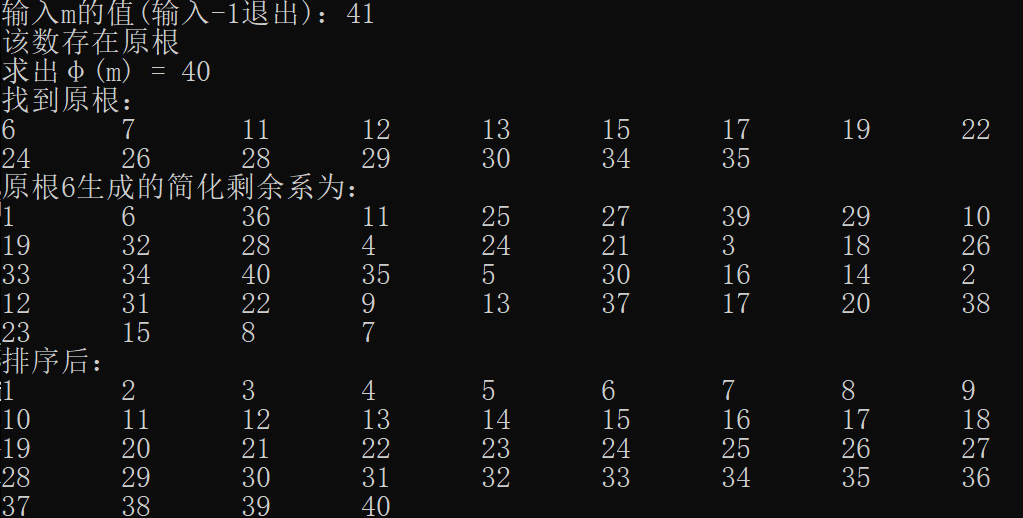 输入m的值(输入-1退出)：41
该数存在原根
求出φ(m) = 40
找到原根：
6 7 11 12 13 15 17 19 22
24 26 28 29 30 34 35
原根6生成的简化剩余系为：
1 6 36 11 25 27 39 29 10
19 32 28 4 24 21 3 18 26
33 34 40 35 5 30 16 14 2
12 31 22 9 13 37 17 20 38
23 15 8 7
排序后：
1 2 3 4 5 6 7 8 9
10 11 12 13 14 15 16 17 18
19 20 21 22 23 24 25 26 27
28 29 30 31 32 33 34 35 36
37 38 39 40